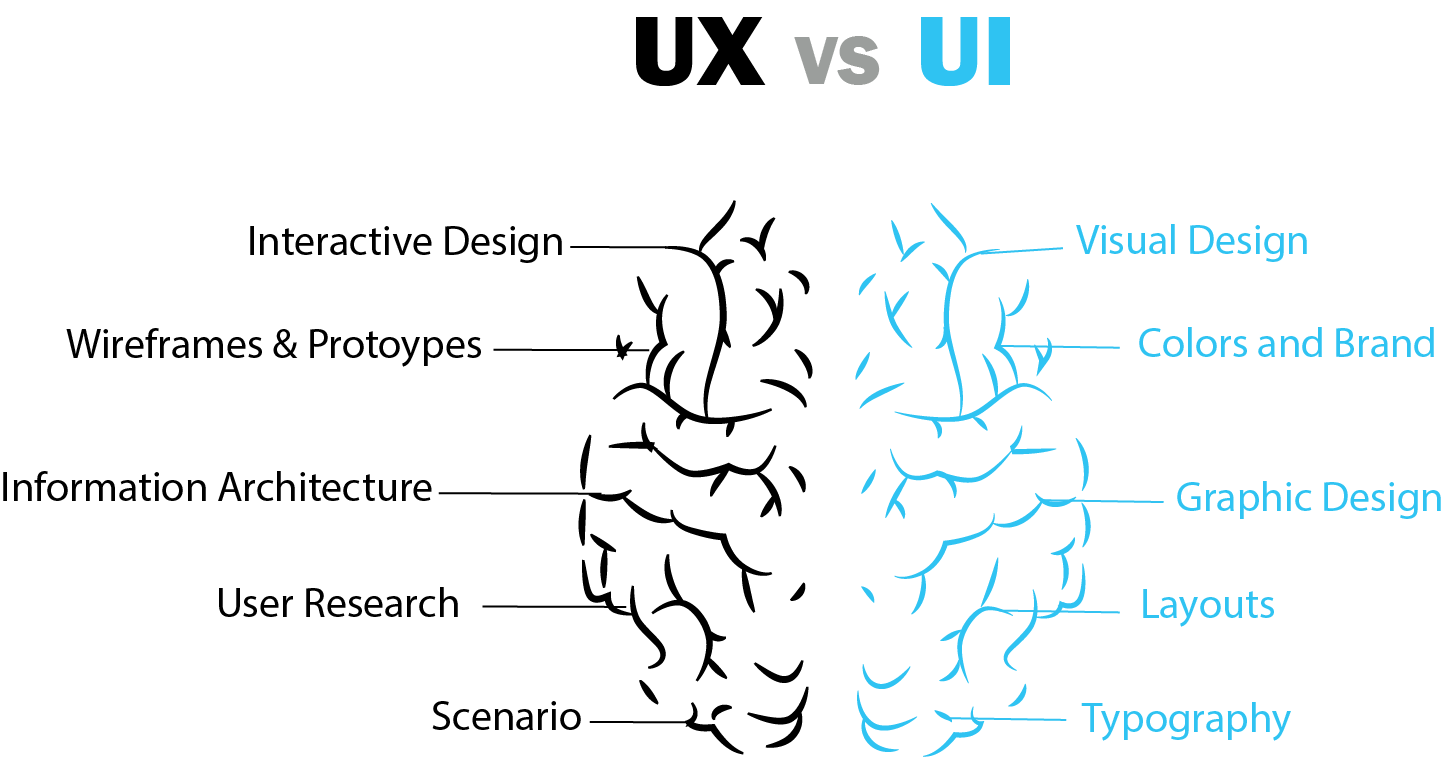 UX vs UI
Interactive Design
Visual Design
Wireframes & Protoypes
Colors and Brand
Information Architecture
Graphic Design
User Research
Layouts
Scenario
Typography